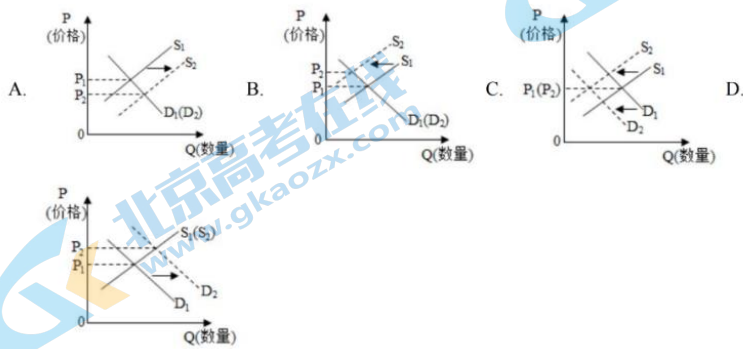 A.
P
(价格)
S₁
S₂
P₁
P₂
D₁(D₂)
0
Q(数量)
B.
P
(价格)
S₂
S₁
P₂
P₁
D₁(D₂)
0
Q(数量)
C.
P
(价格)
S₂
S₁
P₁(P₂)
D₁
D₂
0
Q(数量)
D.
P
(价格)
S₁(S₂)
P₂
P₁
D₂
D₁
0
Q(数量)
北京高考在线
www.gkaozx.com